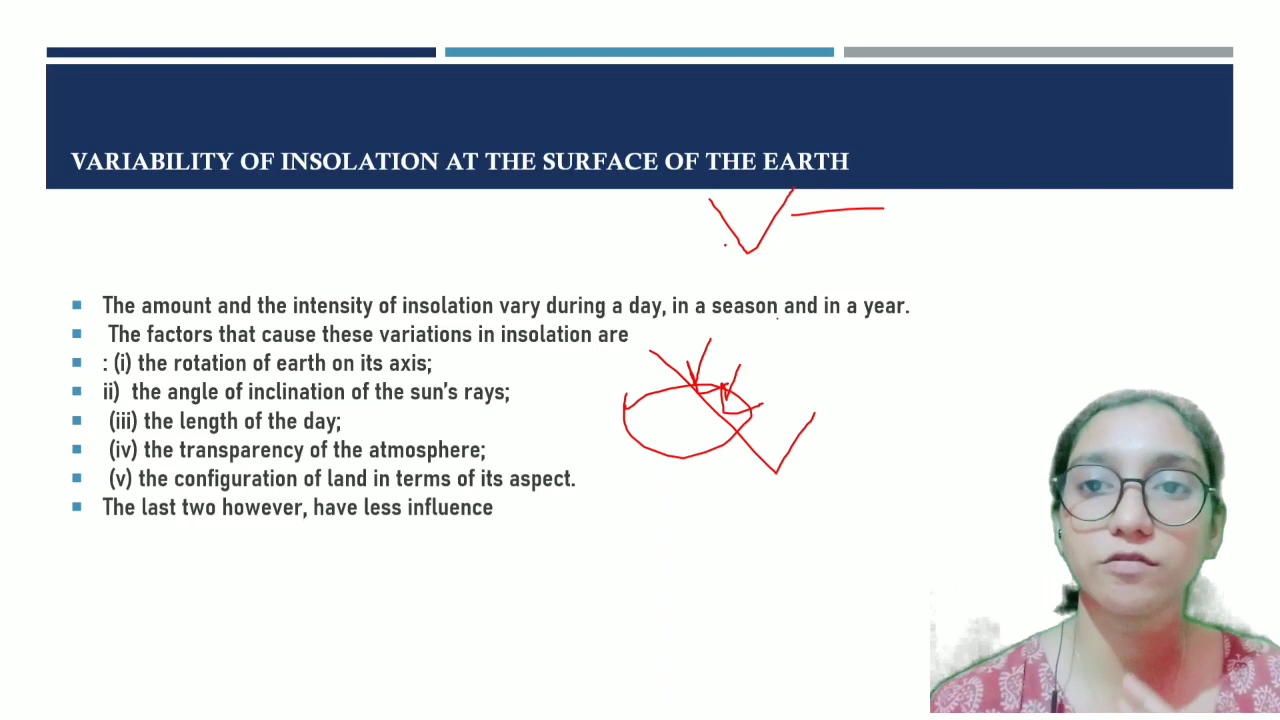 VARIABILITY OF INSOLATION AT THE SURFACE OF THE EARTH
The amount and the intensity of insolation vary during a day, in a season and in a year.
The factors that cause these variations in insolation are
: (i) the rotation of earth on its axis;
ii) the angle of inclination of the sun's rays;
(iii) the length of the day;
(iv) the transparency of the atmosphere;
(v) the configuration of land in terms of its aspect.
The last two however, have less influence